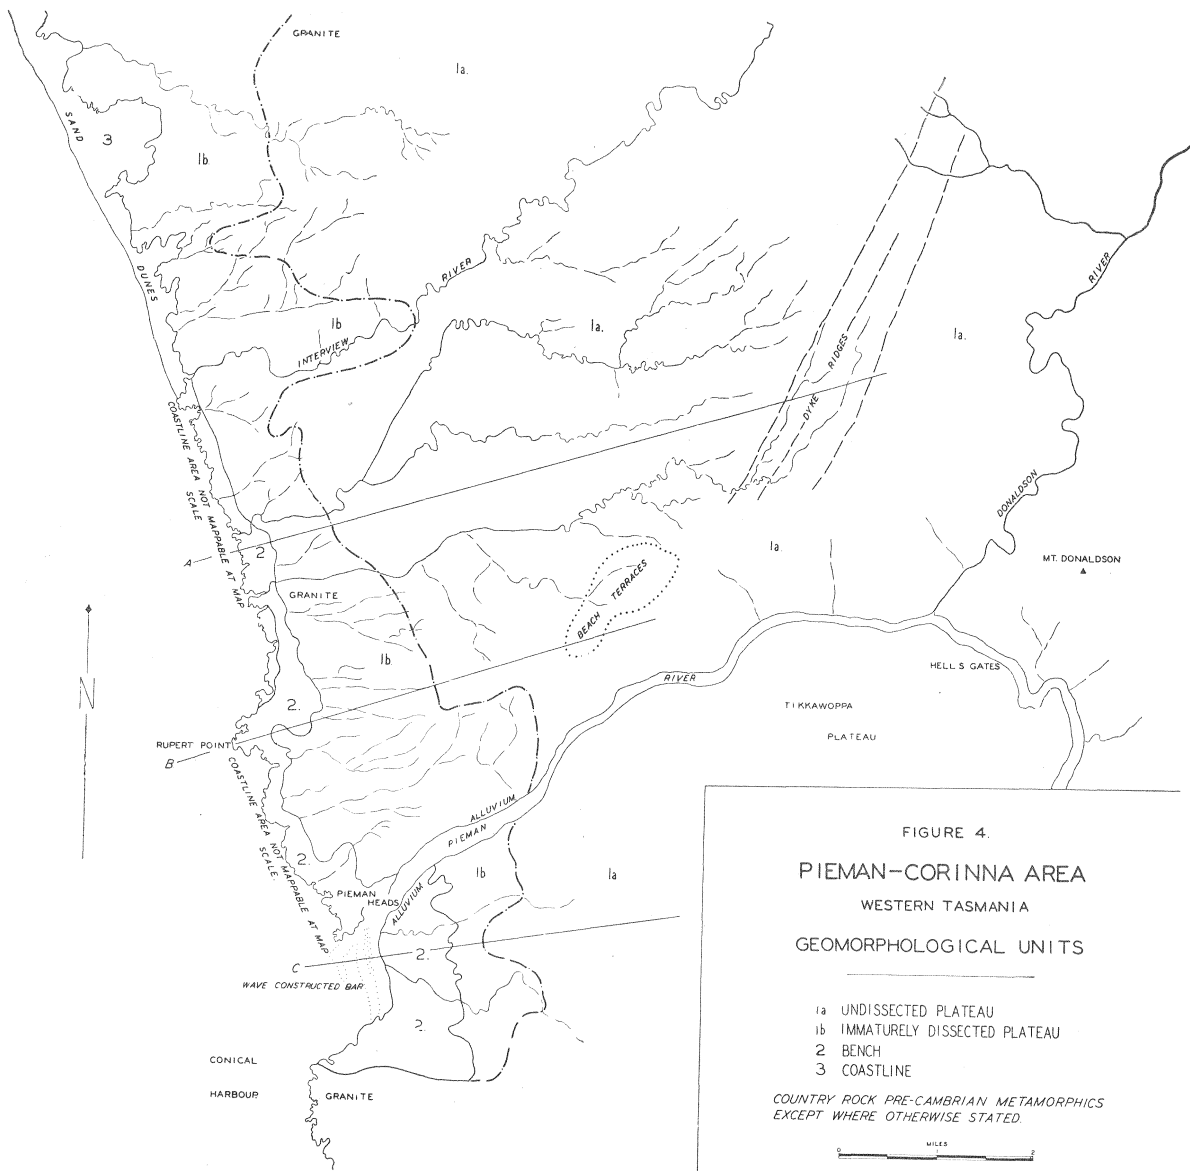 GRANITE
1a.
SAND
3
1b
DUNES
RIVER
RIVER
1b
INTERVIEW
1a.
1a.
DYKE RIDGES
COASTLINE AREA NOT MAPPABLE AT MAP
SCALE
DONALDSON
A
2
1a.
MT. DONALDSON
GRANITE
BEACH TERRACES
N
1b
HELLS GATES
RIVER
2.
TIKKAWOPPA
PLATEAU
RUPERT POINT
B
COASTLINE AREA NOT MAPPABLE AT MAP
SCALE.
ALLUVIUM
PIEMAN
2.
1b
1a
PIEMAN
HEADS
ALLUVIUM
2.
C
WAVE CONSTRUCTED BAR
2.
CONICAL
HARBOUR
GRANITE
FIGURE 4.
PIEMAN-CORINNA AREA
WESTERN TASMANIA
GEOMORPHOLOGICAL UNITS
1a UNDISSECTED PLATEAU
1b IMMATURELY DISSECTED PLATEAU
2 BENCH
3 COASTLINE
COUNTRY ROCK PRE-CAMBRIAN METAMORPHICS
EXCEPT WHERE OTHERWISE STATED.
MILES
0 1 2